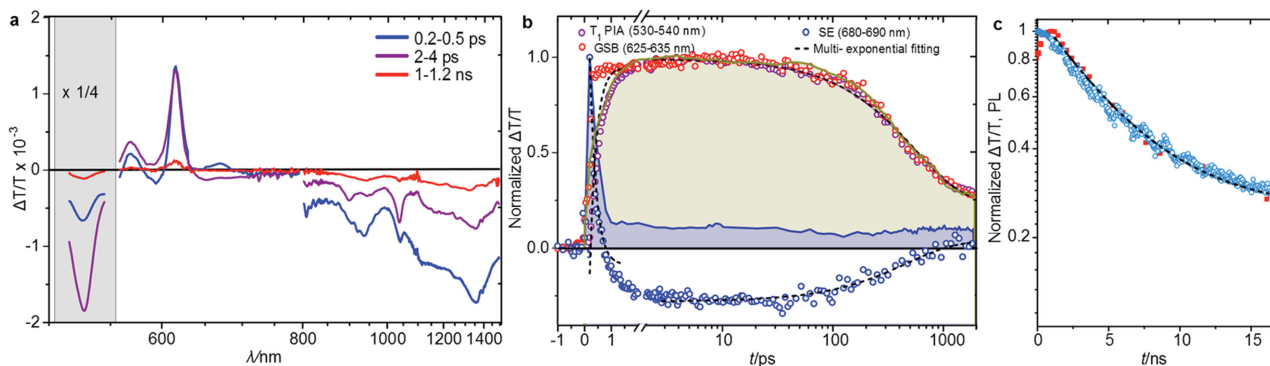 a
2
1
0
-1
-2
ΔT/T x 10⁻³
x 1/4
0.2-0.5 ps
2-4 ps
1-1.2 ns
600
800
1000
1200 1400
λ/nm
b
T₁ PIA (530-540 nm)
GSB (625-635 nm)
SE (680-690 nm)
Multi- exponential fitting
1.0
0.5
0.0
Normalized ΔT/T
-1
0
1
2
10
100
1000
t/ps
c
1
0.8
0.6
0.4
0.2
Normalized ΔT/T, PL
0
5
10
15
t/ns